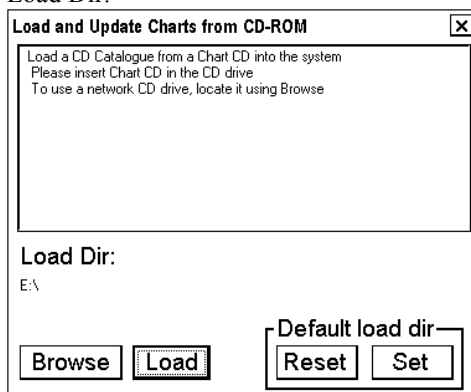 Load and Update Charts from CD-ROM
Load a CD Catalogue from a Chart CD into the system
Please insert Chart CD in the CD drive
To use a network CD drive, locate it using Browse
Load Dir:
E:\
Default load dir
Browse Load Reset Set